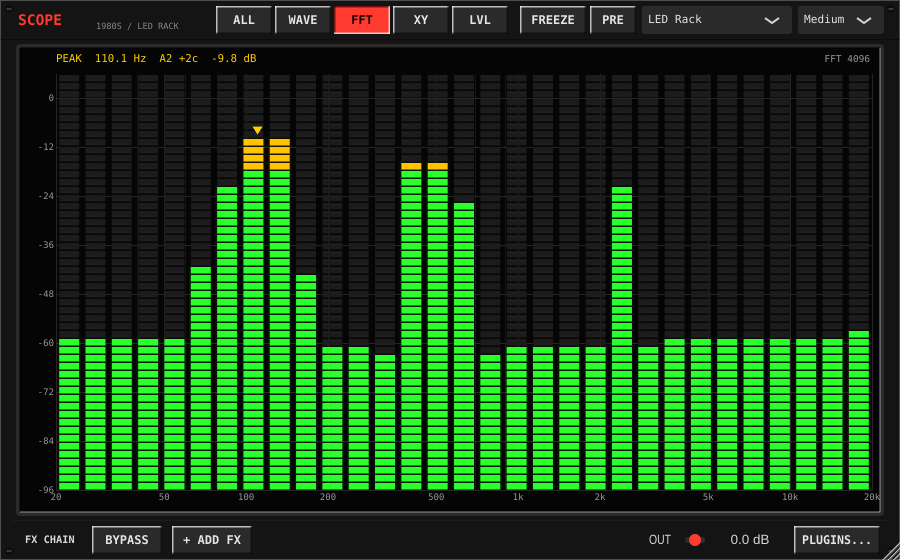 SCOPE 1980S / LED RACK ALL WAVE FFT XY LVL FREEZE PRE LED Rack Medium
PEAK 110.1 Hz A2 +2c -9.8 dB FFT 4096
0
-12
-24
-36
-48
-60
-72
-84
-96
20 50 100 200 500 1k 2k 5k 10k 20k
FX CHAIN BYPASS + ADD FX OUT 0.0 dB PLUGINS...